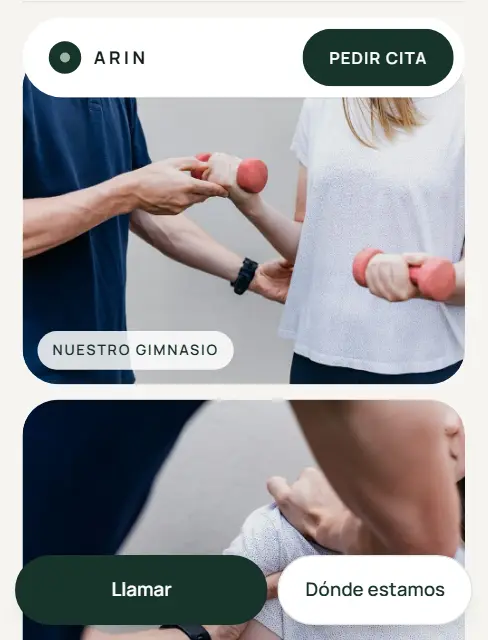 ARIN
PEDIR CITA
NUESTRO GIMNASIO
Llamar
Dónde estamos